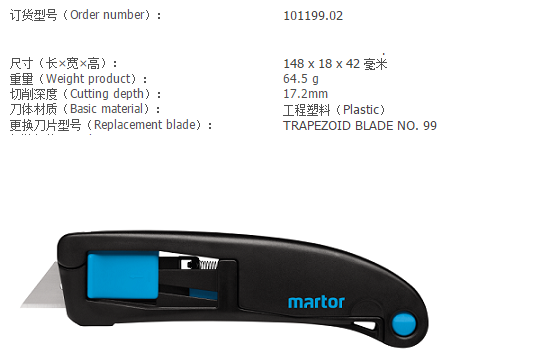 订货型号（Order number）： 101199.02
尺寸（长×宽×高）： 148 x 18 x 42 毫米
重量（Weight product）： 64.5 g
切削深度（Cutting depth）： 17.2mm
刀体材质（Basic material）： 工程塑料（Plastic）
更换刀片型号（Replacement blade）： TRAPEZOID BLADE NO. 99
martor